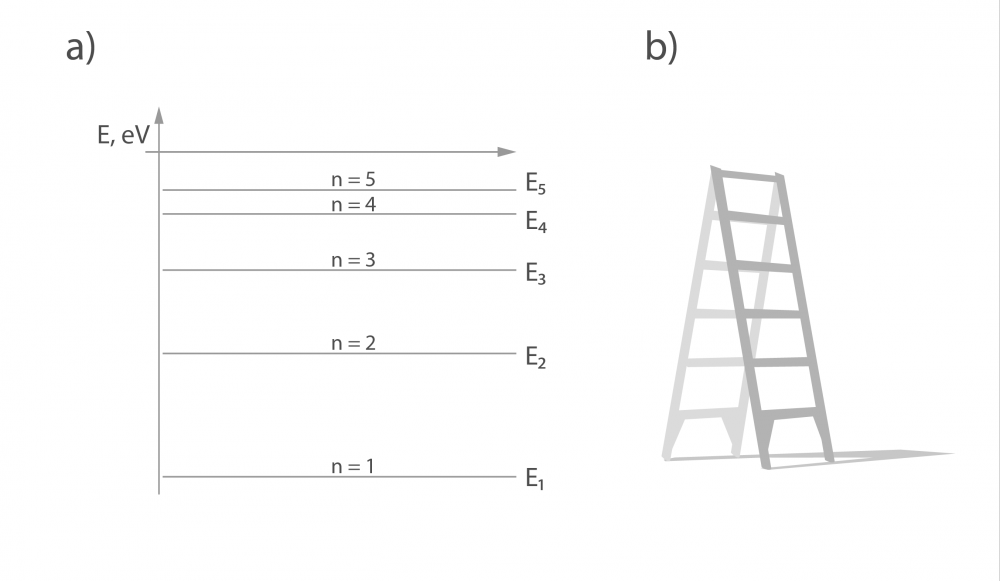 a)
b)
E, eV
n = 5
E₅
n = 4
E₄
n = 3
E₃
n = 2
E₂
n = 1
E₁